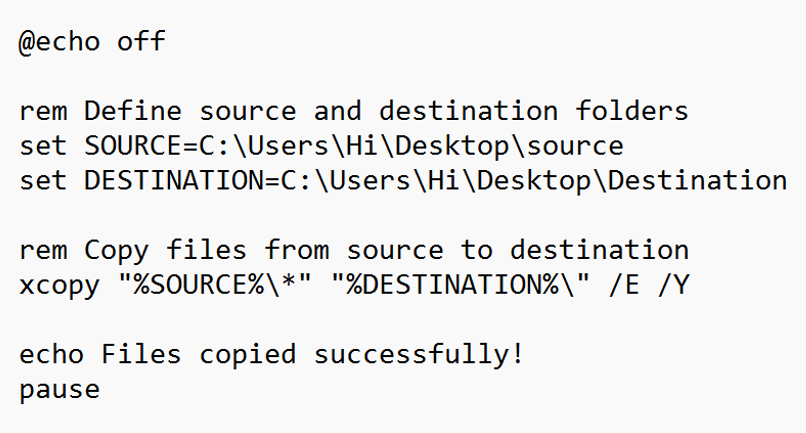 @echo off
rem Define source and destination folders
set SOURCE=C:\Users\Hi\Desktop\source
set DESTINATION=C:\Users\Hi\Desktop\Destination
rem Copy files from source to destination
xcopy "%SOURCE%\*" "%DESTINATION%\" /E /Y
echo Files copied successfully!
pause